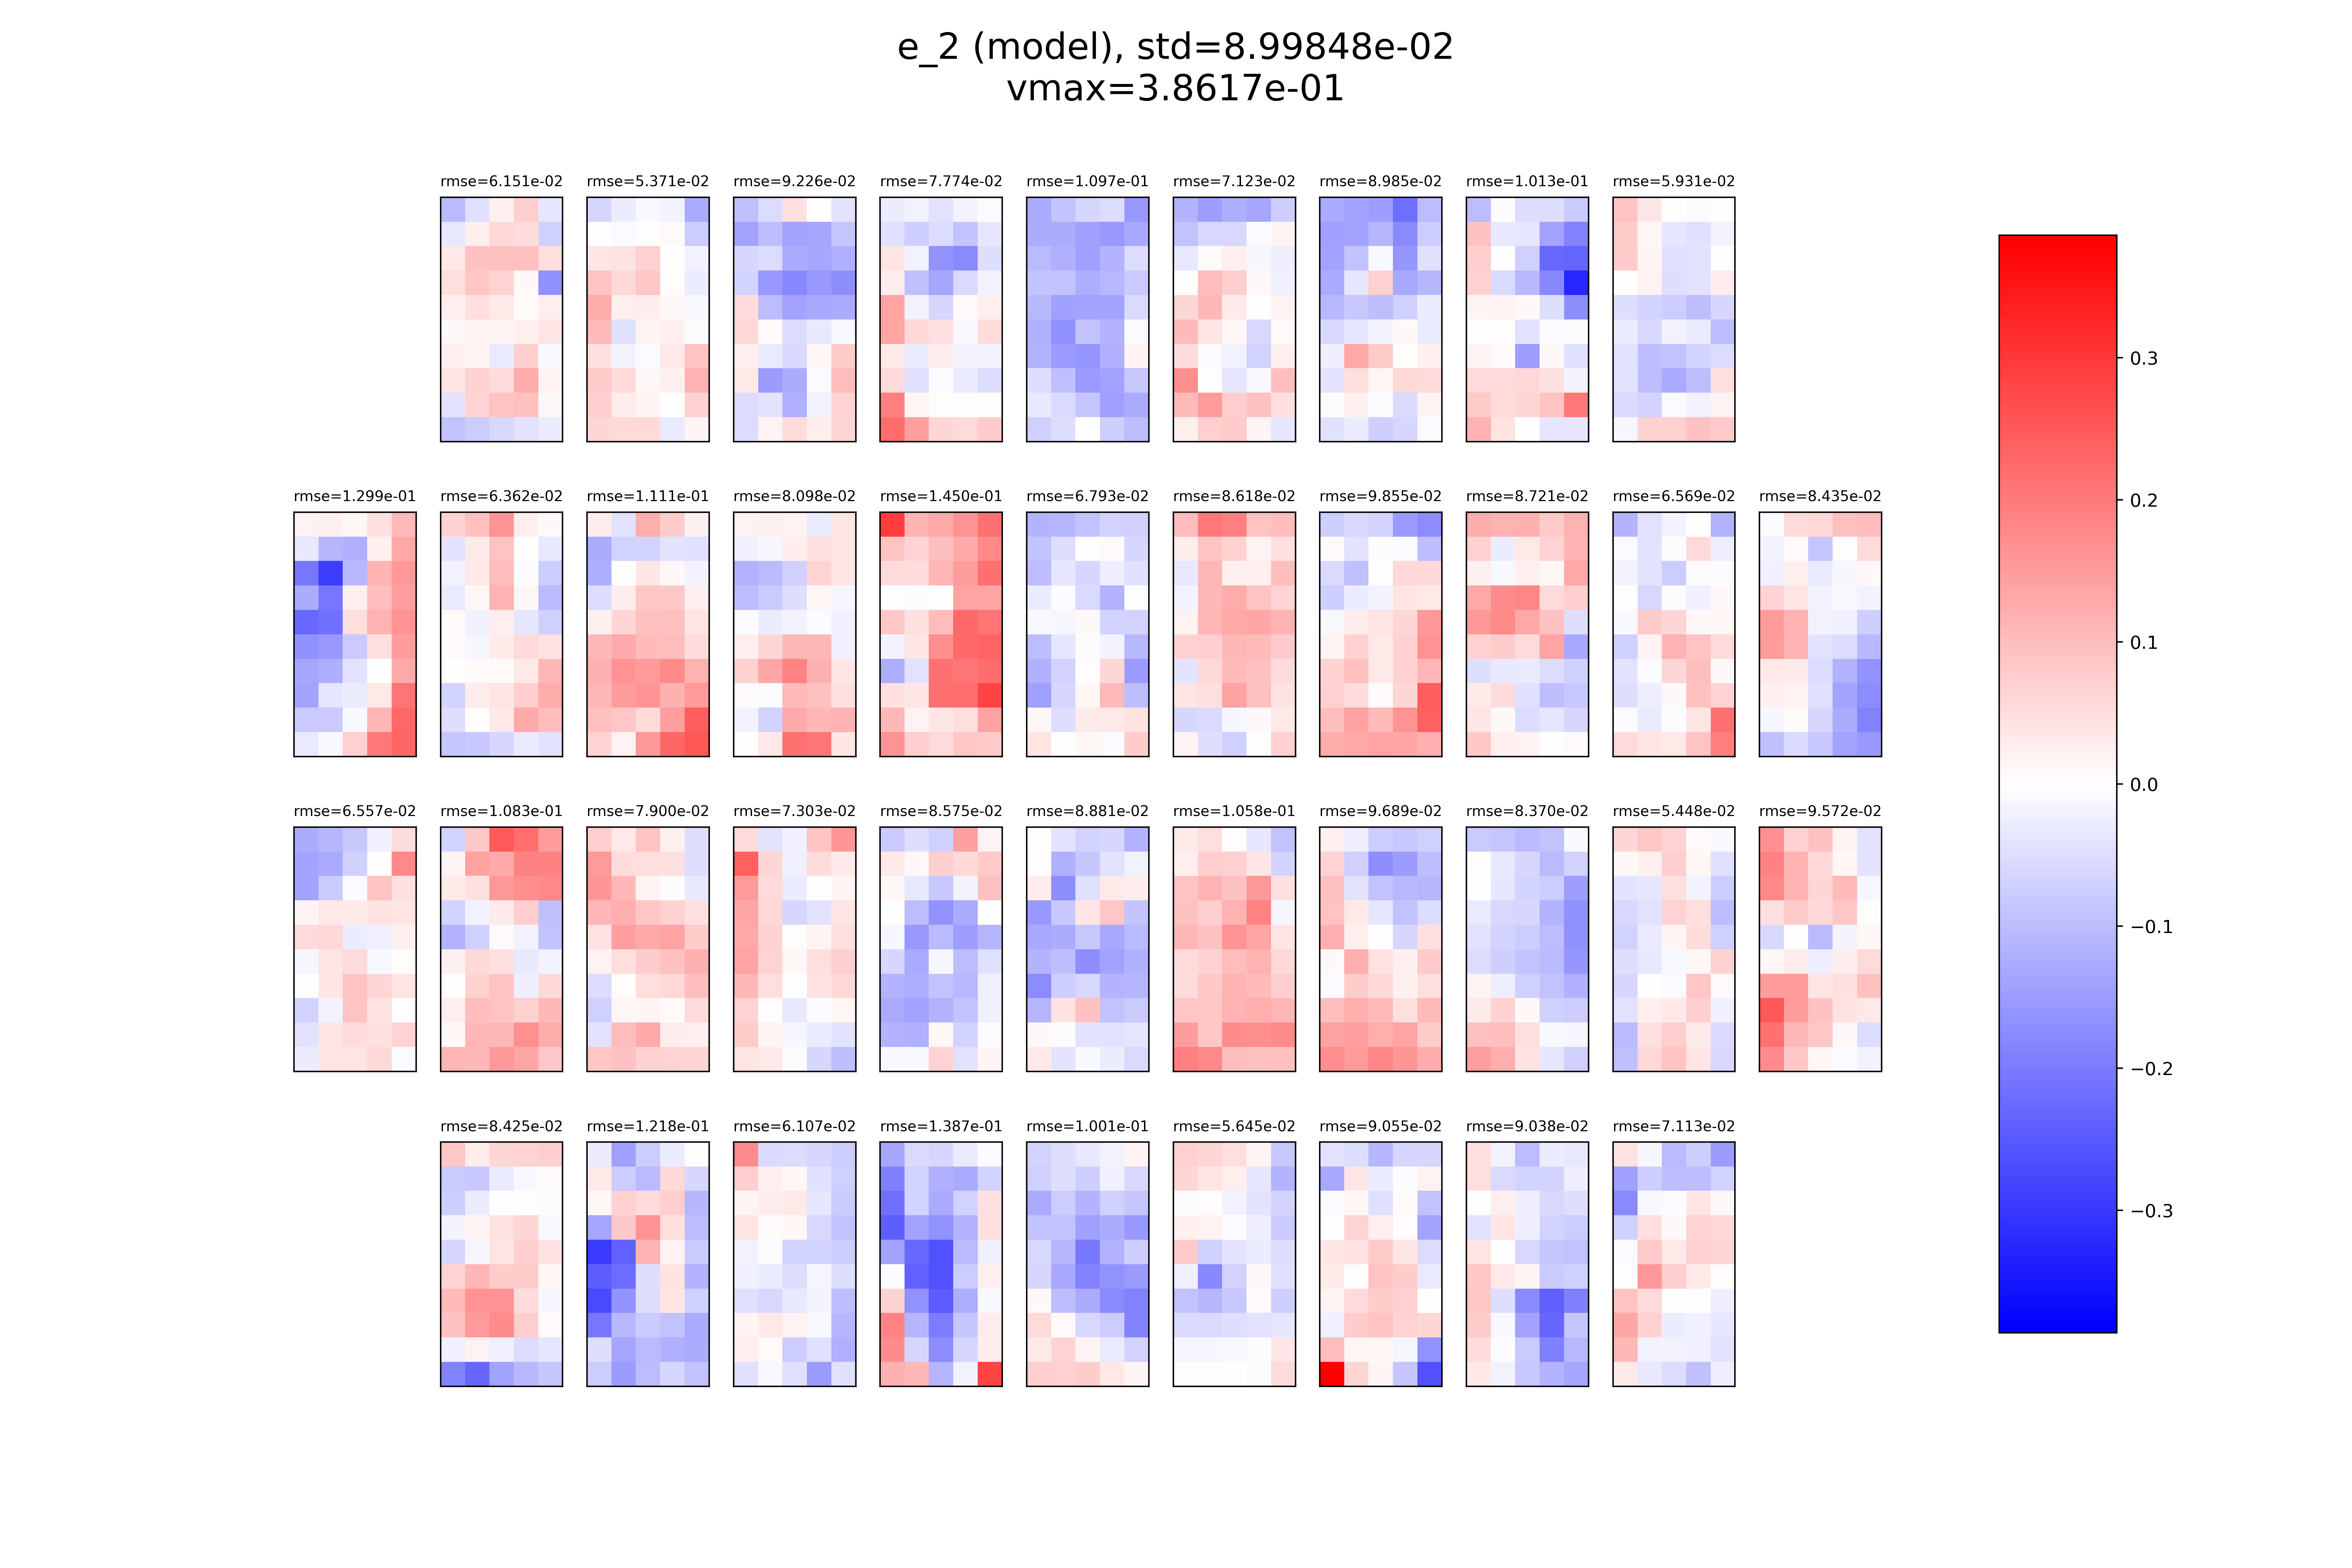 e_2 (model), std=8.99848e-02
vmax=3.8617e-01
rmse=6.151e-02 rmse=5.371e-02 rmse=9.226e-02 rmse=7.774e-02 rmse=1.097e-01 rmse=7.123e-02 rmse=8.985e-02 rmse=1.013e-01 rmse=5.931e-02
rmse=1.299e-01 rmse=6.362e-02 rmse=1.111e-01 rmse=8.098e-02 rmse=1.450e-01 rmse=6.793e-02 rmse=8.618e-02 rmse=9.855e-02 rmse=8.721e-02 rmse=6.569e-02 rmse=8.435e-02
rmse=6.557e-02 rmse=1.083e-01 rmse=7.900e-02 rmse=7.303e-02 rmse=8.575e-02 rmse=8.881e-02 rmse=1.058e-01 rmse=9.689e-02 rmse=8.370e-02 rmse=5.448e-02 rmse=9.572e-02
rmse=8.425e-02 rmse=1.218e-01 rmse=6.107e-02 rmse=1.387e-01 rmse=1.001e-01 rmse=5.645e-02 rmse=9.055e-02 rmse=9.038e-02 rmse=7.113e-02
0.3
0.2
0.1
0.0
−0.1
−0.2
−0.3